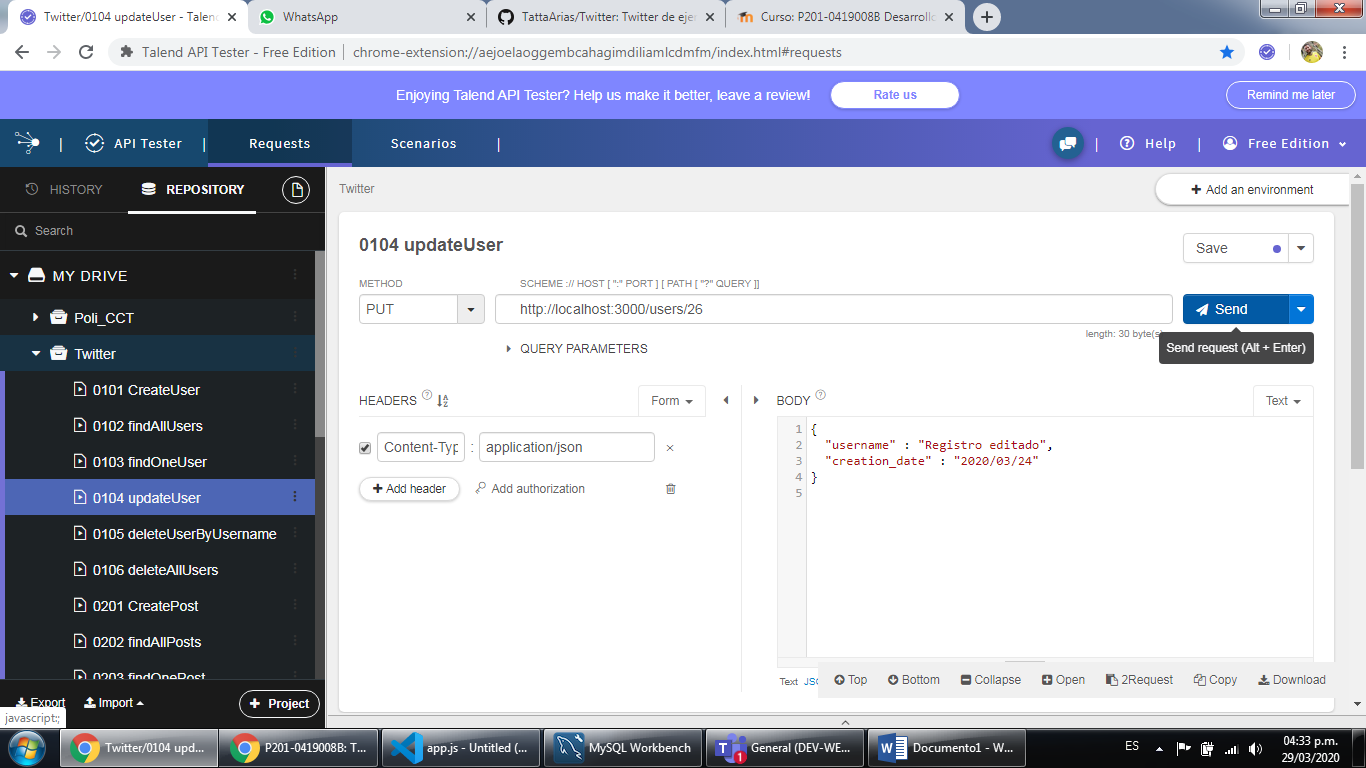 Twitter/0104 updateUser - Talend
WhatsApp
TattaArias/Twitter: Twitter de ejer
Curso: P201-0419008B Desarrollo
Talend API Tester - Free Edition | chrome-extension://aejoelaoggembcahagimdiliamlcdmfm/index.html#requests
Enjoying Talend API Tester? Help us make it better, leave a review!
Rate us
Remind me later
API Tester
Requests
Scenarios
Help
Free Edition
HISTORY
REPOSITORY
Search
MY DRIVE
Poli_CCT
Twitter
0101 CreateUser
0102 findAllUsers
0103 findOneUser
0104 updateUser
0105 deleteUserByUsername
0106 deleteAllUsers
0201 CreatePost
0202 findAllPosts
0203 findOnePost
Export
Import
+ Project
javascript:;
Twitter
+ Add an environment
0104 updateUser
Save
METHOD
SCHEME :// HOST [ ":" PORT ] [ PATH [ "?" QUERY ]]
PUT
http://localhost:3000/users/26
Send
length: 30 byte(s)
Send request (Alt + Enter)
QUERY PARAMETERS
HEADERS
Form
Content-Typ : application/json
+ Add header
Add authorization
BODY
Text
1 {
2 "username" : "Registro editado",
3 "creation_date" : "2020/03/24"
4 }
5
Text JSO
Top
Bottom
Collapse
Open
2Request
Copy
Download
Twitter/0104 upd...
P201-0419008B: T...
app.js - Untitled (...
MySQL Workbench
General (DEV-WE...
1
Documento1 - W...
ES
04:33 p.m.
29/03/2020